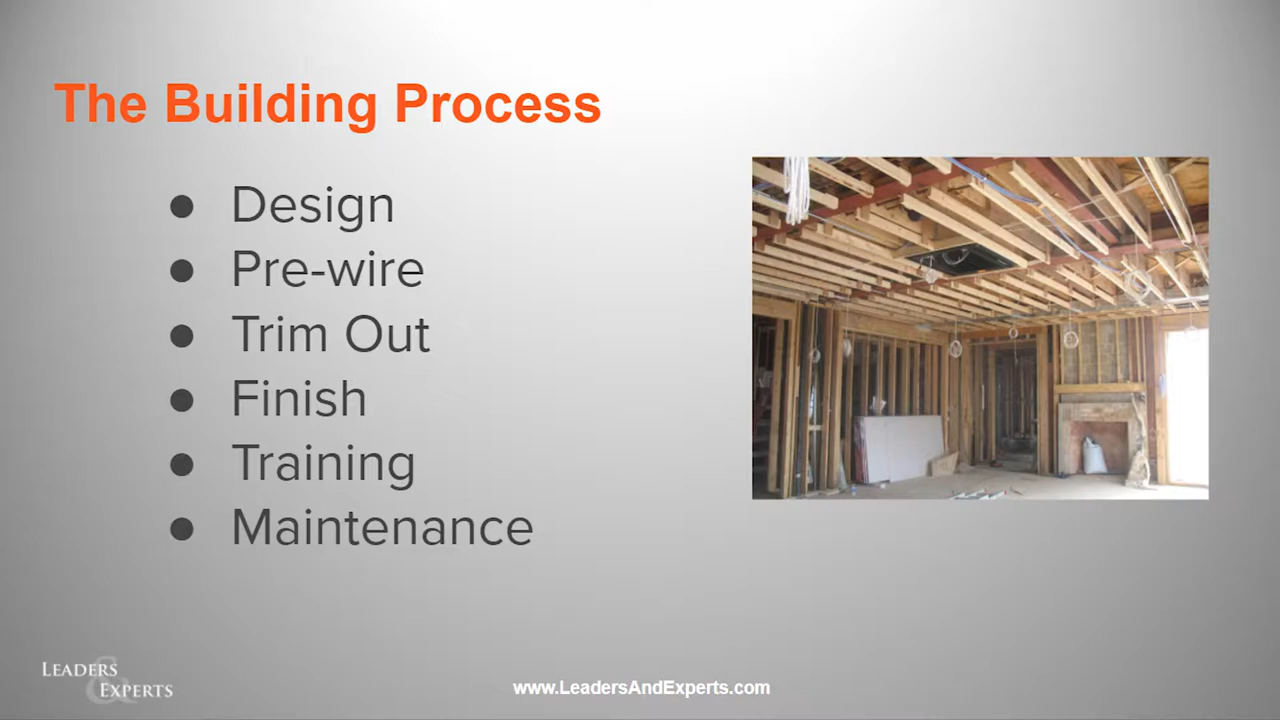 The Building Process
● Design
● Pre-wire
● Trim Out
● Finish
● Training
● Maintenance
LEADERS
& EXPERTS
www.LeadersAndExperts.com